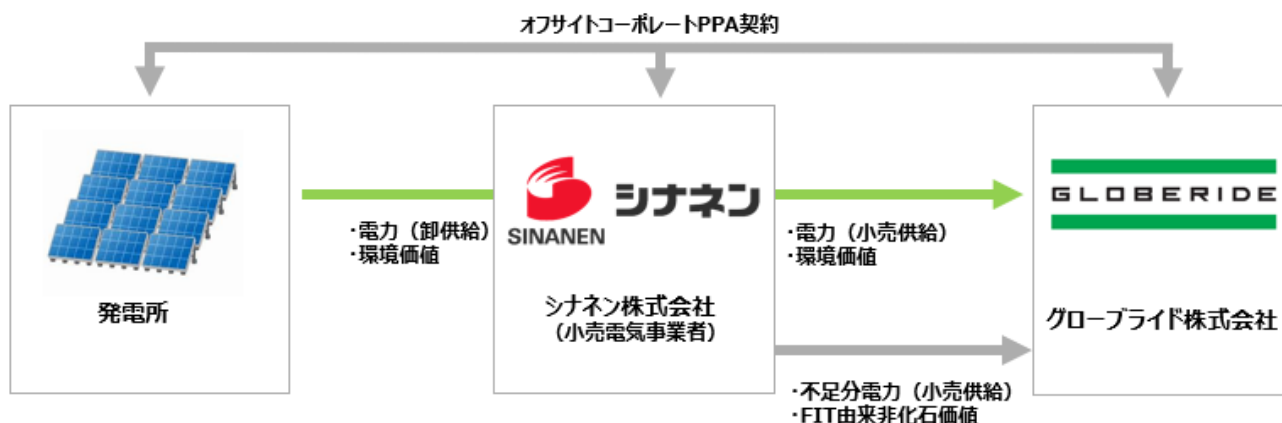 オフサイトコーポレートPPA契約
発電所
・電力（卸供給）
・環境価値
シナネン
SINANEN
シナネン株式会社
（小売電気事業者）
・電力（小売供給）
・環境価値
・不足分電力（小売供給）
・FIT由来非化石価値
GLOBERIDE
グローブライド株式会社